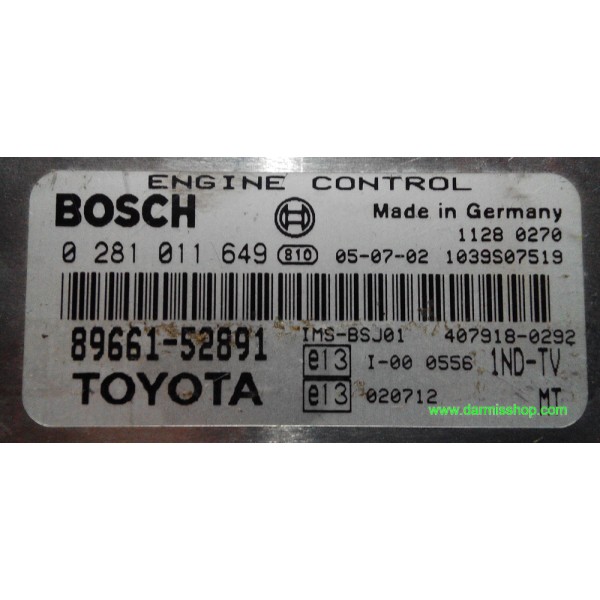 ENGINE CONTROL
BOSCH
Made in Germany
1128 0270
0 281 011 649 810 05-07-02 1039S07519
89661-52891
IMS-BSJ01 407918-0292
e13 I-00 0556 1ND-TV
TOYOTA
e13 020712 MT
www.darmisshop.com